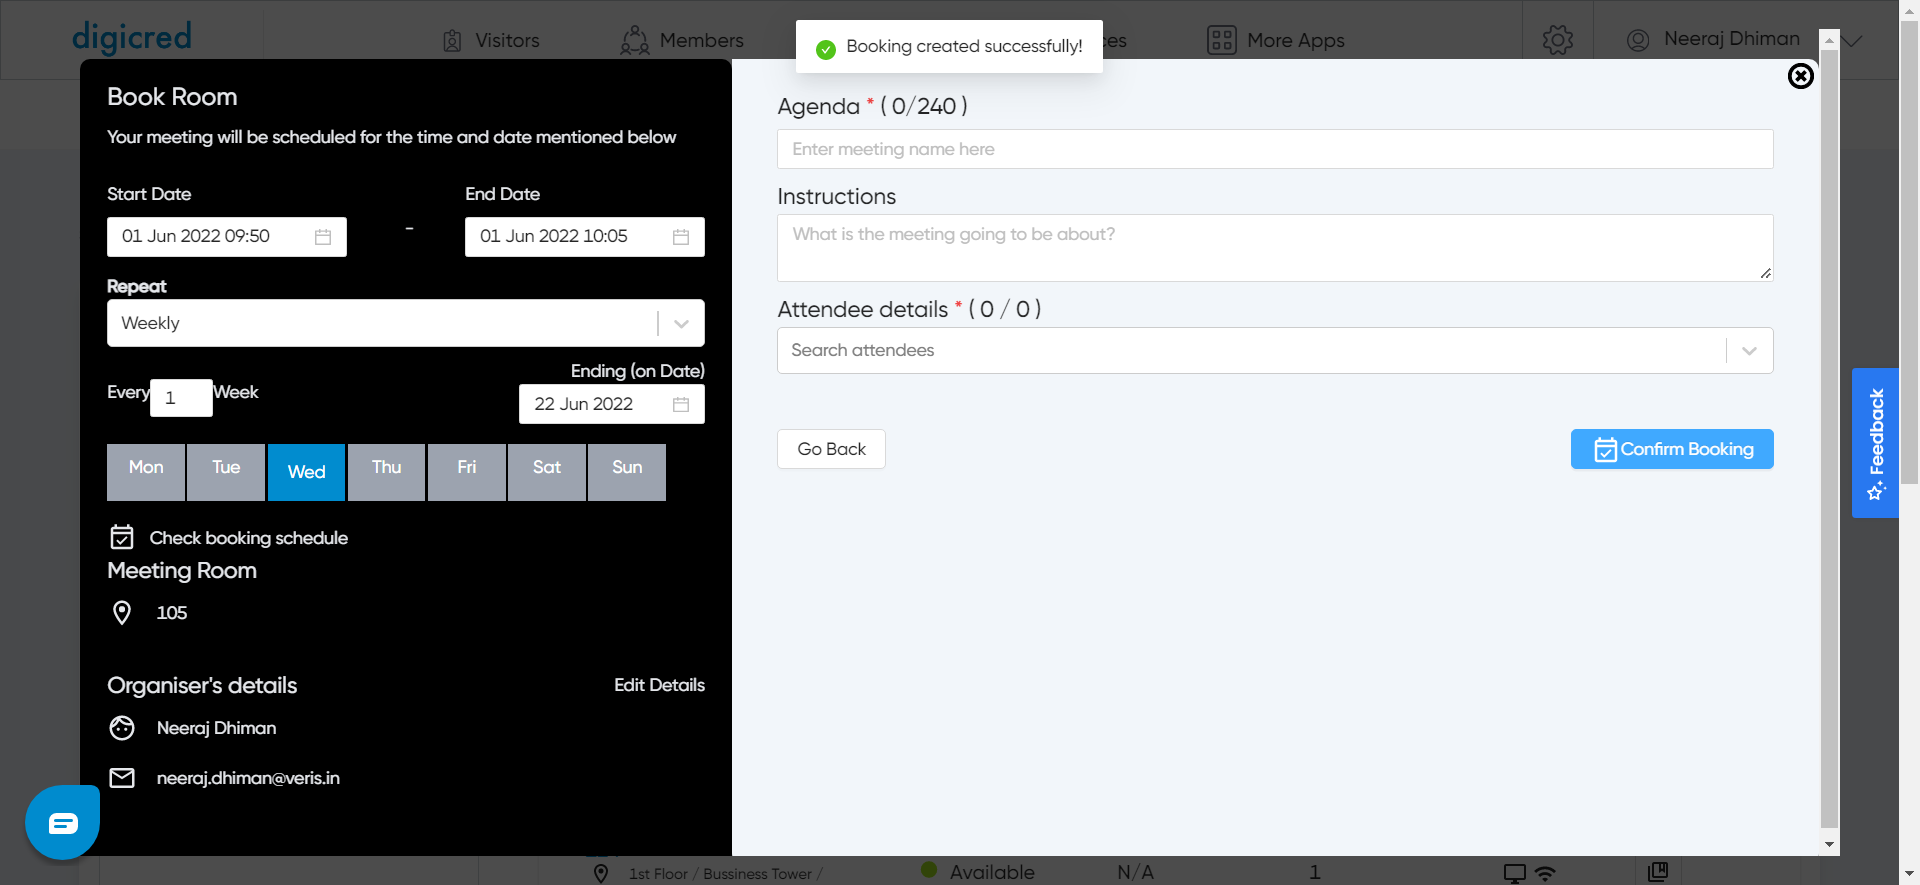 digicred
Visitors
Members
ces
More Apps
Neeraj Dhiman
Booking created successfully!
Book Room
Your meeting will be scheduled for the time and date mentioned below
Start Date
End Date
01 Jun 2022 09:50
-
01 Jun 2022 10:05
Repeat
Weekly
Every 1 Week
Ending (on Date)
22 Jun 2022
Mon Tue Wed Thu Fri Sat Sun
Check booking schedule
Meeting Room
105
Organiser's details
Edit Details
Neeraj Dhiman
neeraj.dhiman@veris.in
Agenda * ( 0/240 )
Enter meeting name here
Instructions
What is the meeting going to be about?
Attendee details * ( 0 / 0 )
Search attendees
Go Back
Confirm Booking
Feedback
1st Floor / Bussiness Tower /
Available
N/A
1